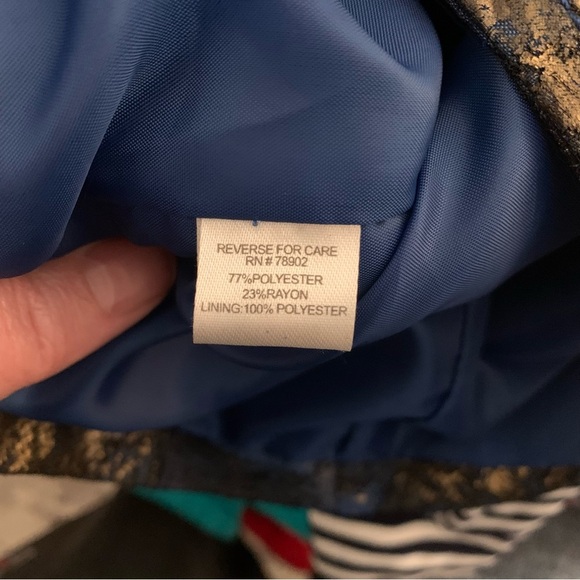 REVERSE FOR CARE
RN # 78902
77%POLYESTER
23%RAYON
LINING:100% POLYESTER